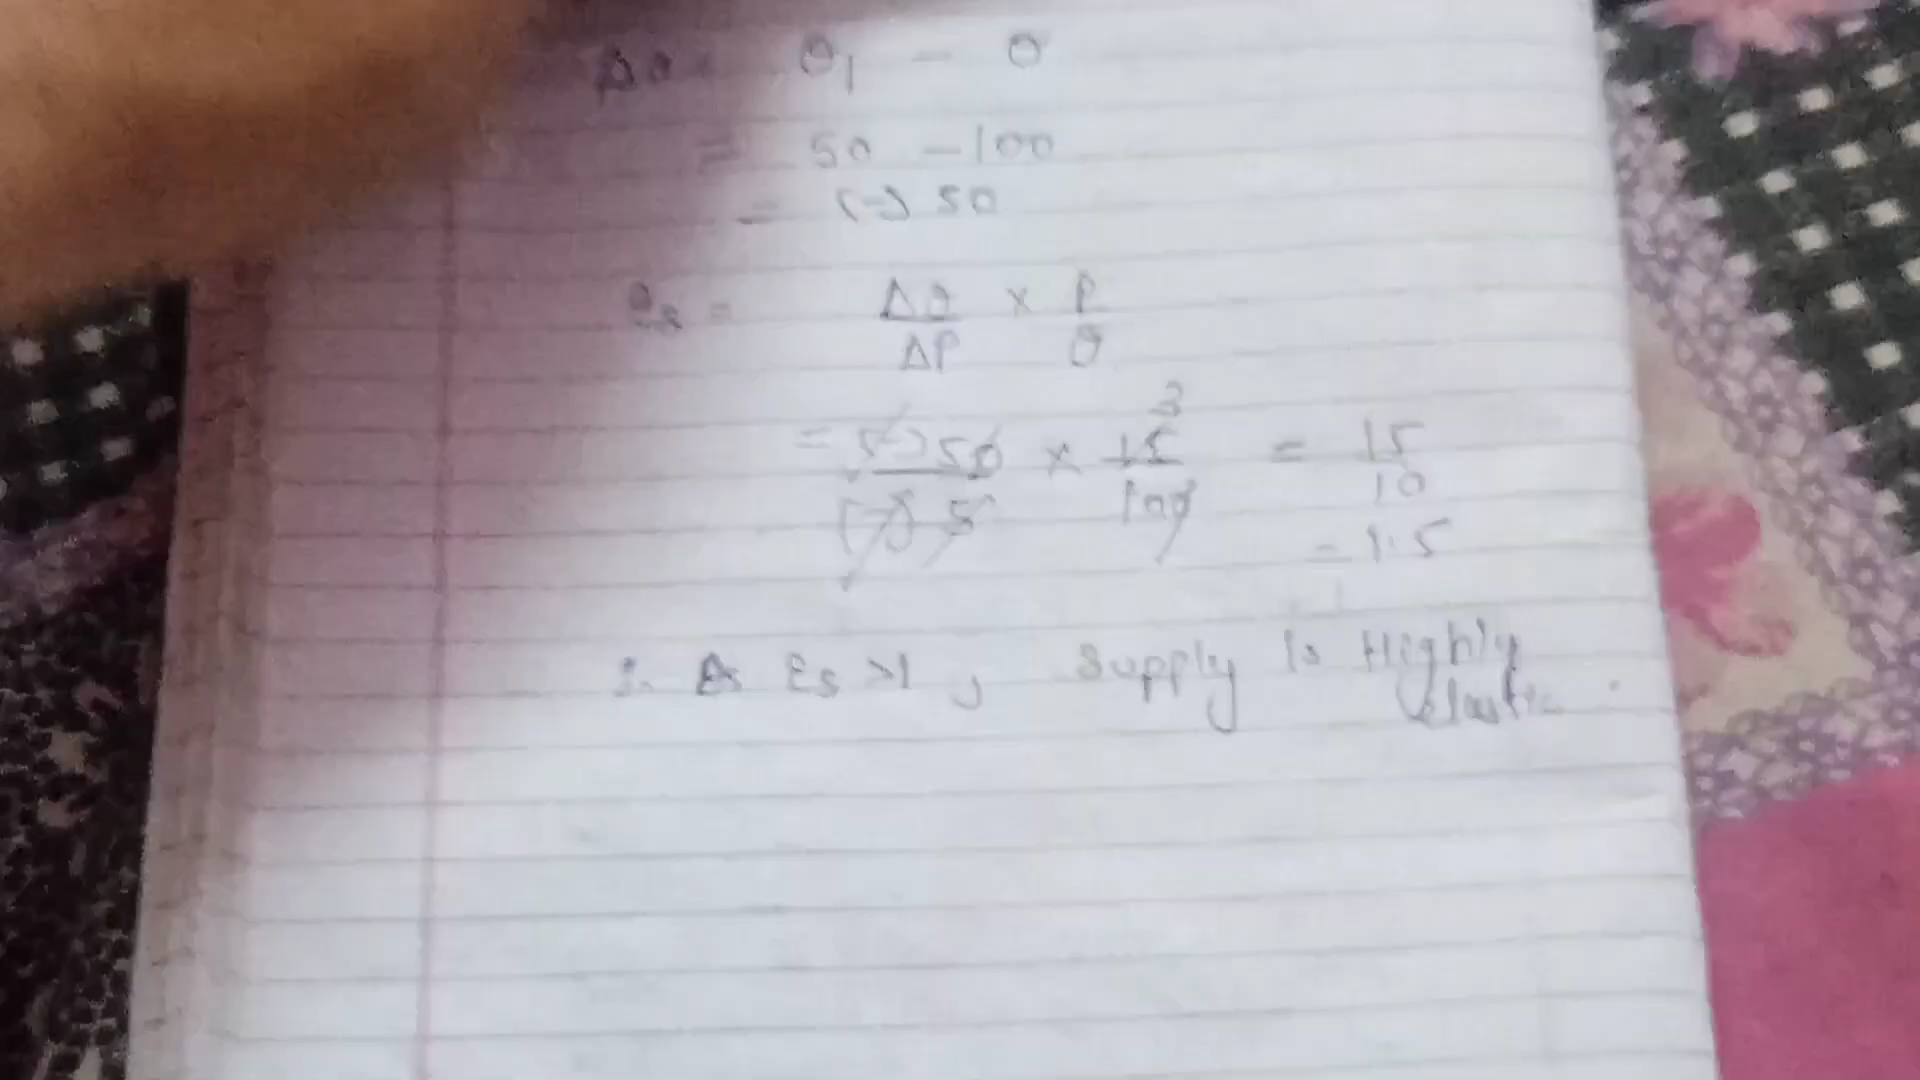 ΔQ = Q1 - Q
= 50 - 100
= (-) 50
es = ΔQ/ΔP × P/Q
= (-) 50/(-) 5 × 15/100 = 15/10
3
= 1.5
∴ As Es >1, Supply is Highly
elastic.